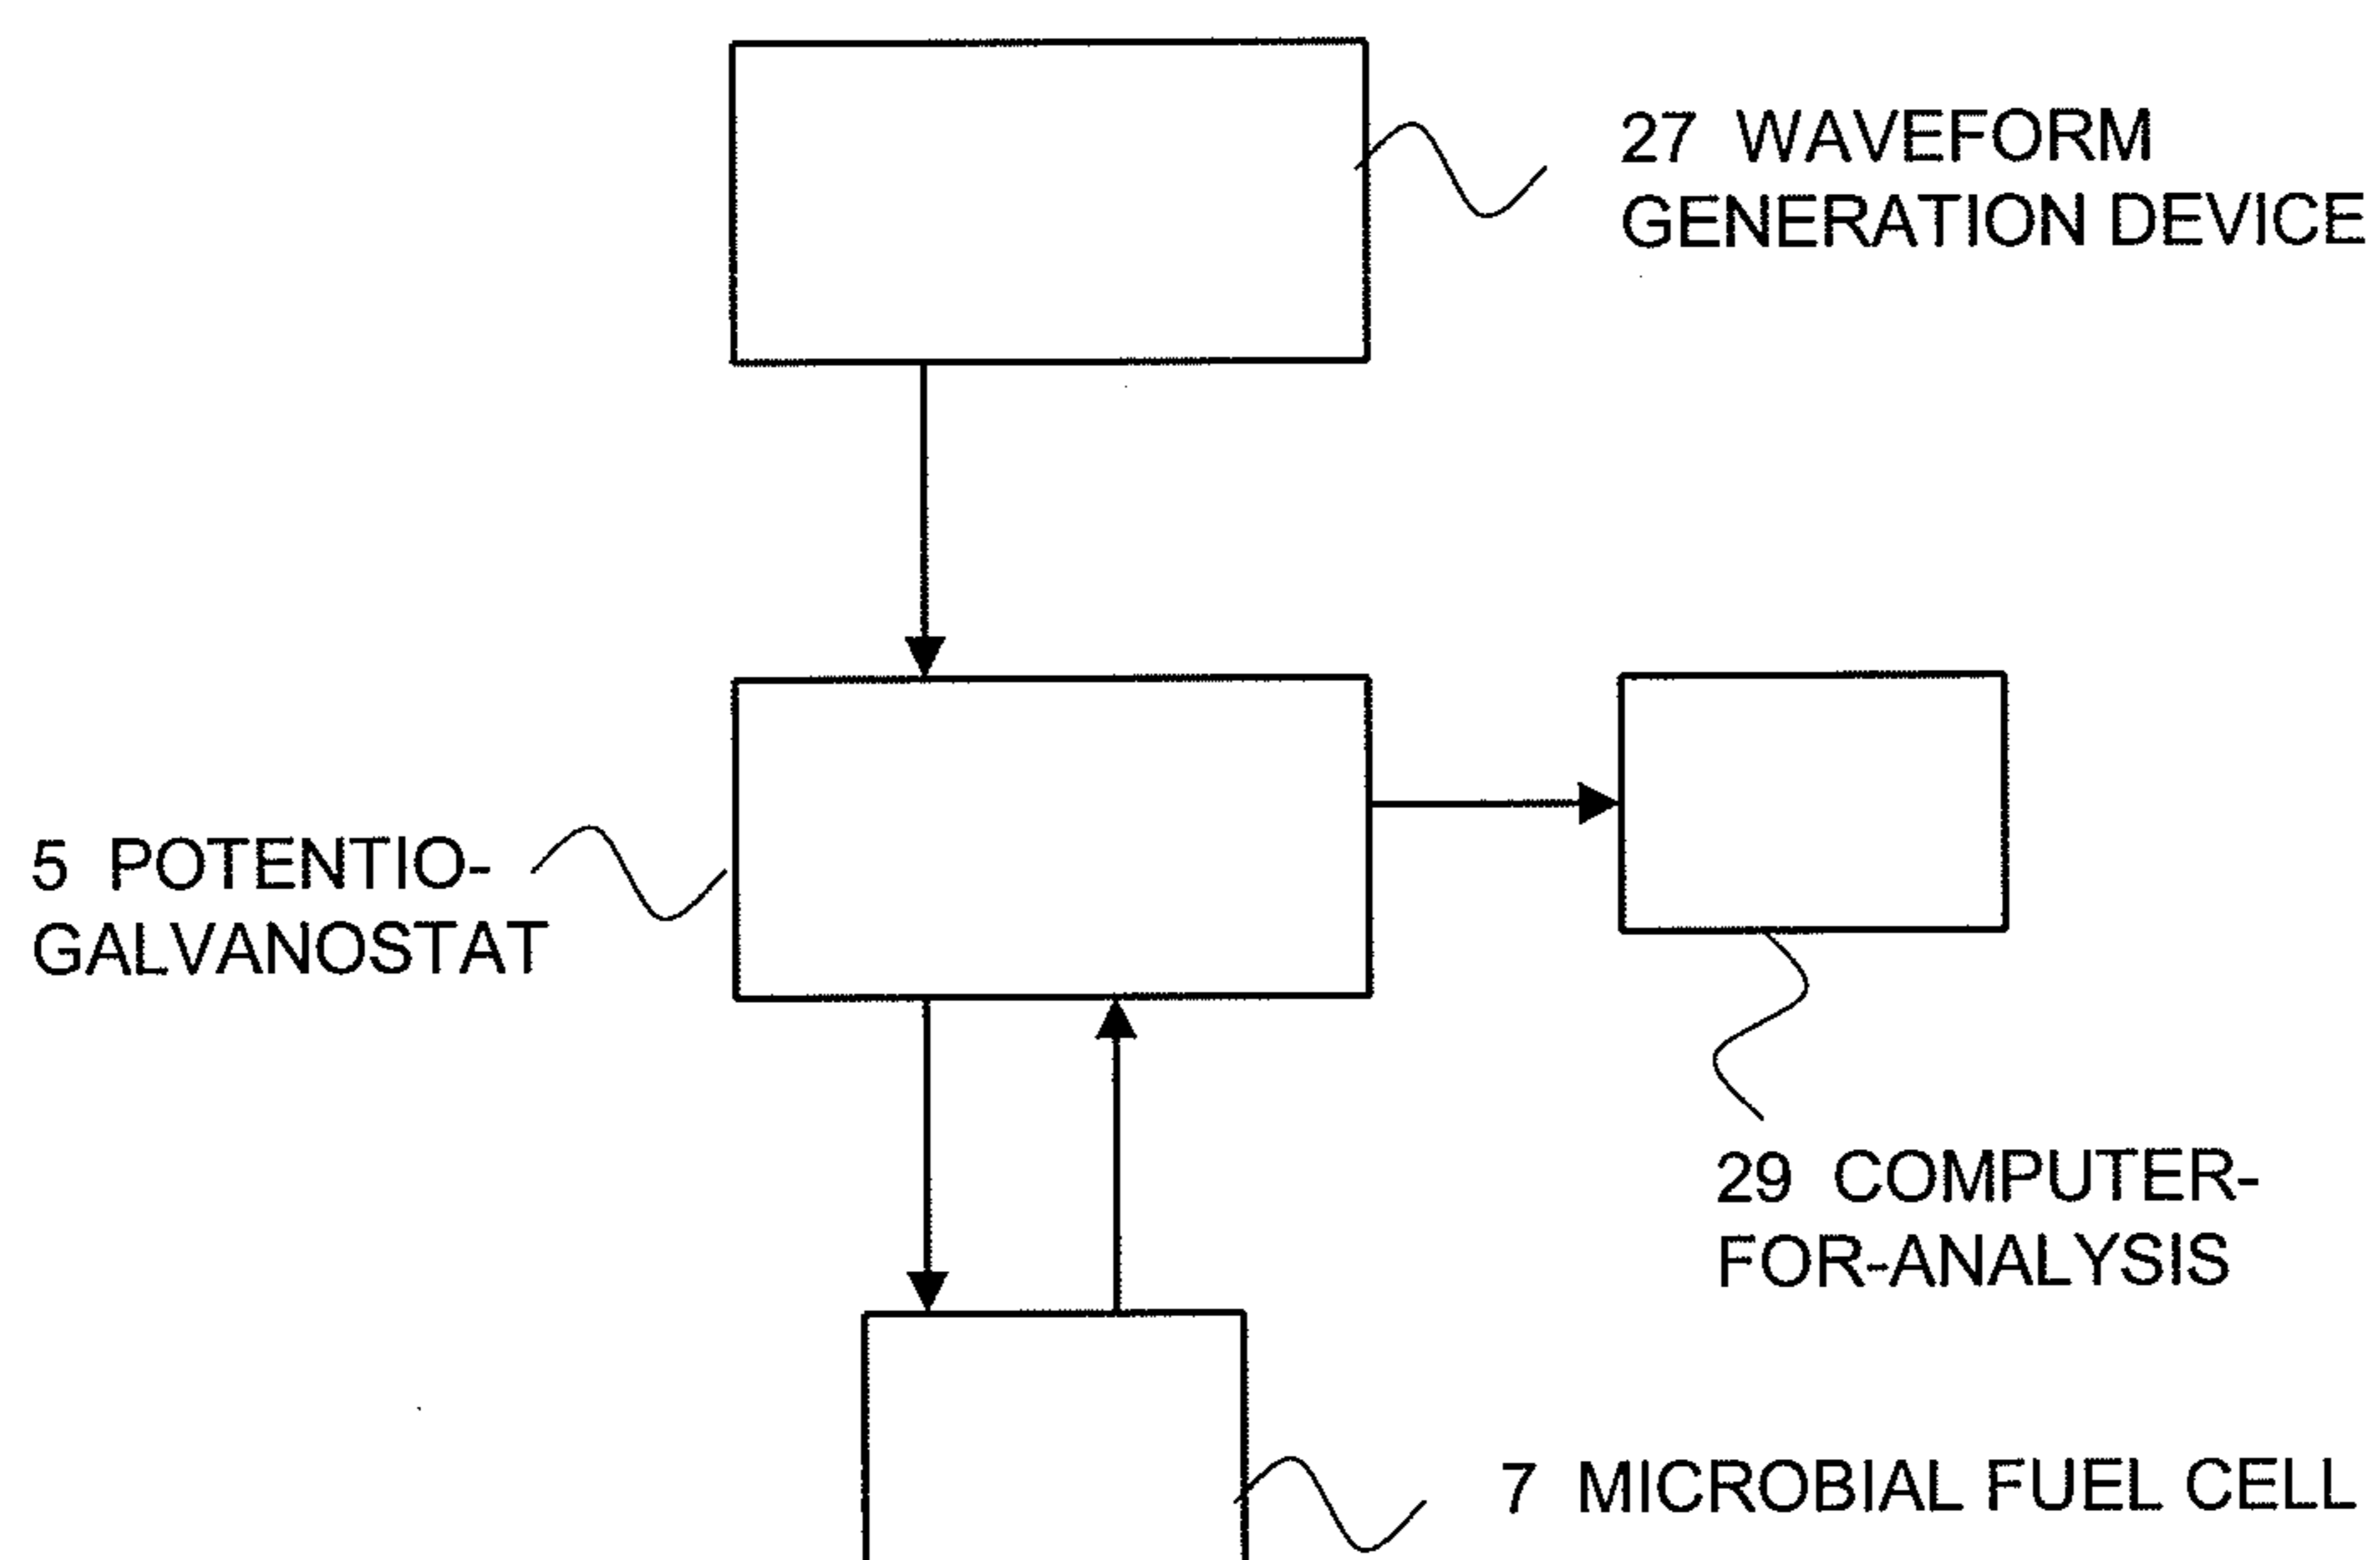 27 WAVEFORM
GENERATION DEVICE
5 POTENTIO-
GALVANOSTAT
29 COMPUTER-
FOR-ANALYSIS
7 MICROBIAL FUEL CELL